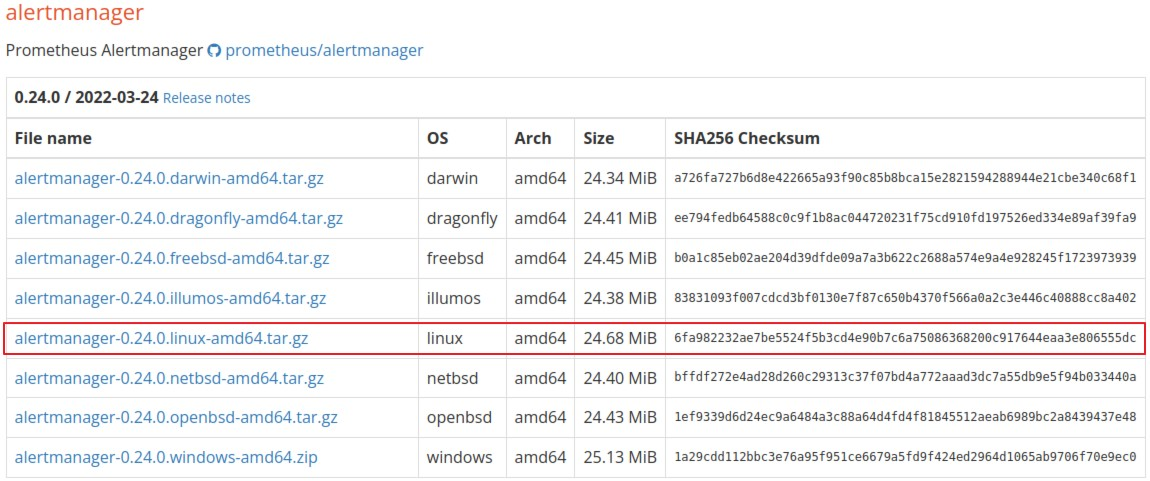 alertmanager
Prometheus Alertmanager prometheus/alertmanager
0.24.0 / 2022-03-24 Release notes
File name OS Arch Size SHA256 Checksum
alertmanager-0.24.0.darwin-amd64.tar.gz darwin amd64 24.34 MiB a726fa727b6d8e422665a93f90c85b8bca15e2821594288944e21cbe340c68f1
alertmanager-0.24.0.dragonfly-amd64.tar.gz dragonfly amd64 24.41 MiB ee794fedb64588c0c9f1b8ac044720231f75cd910fd197526ed334e89af39fa9
alertmanager-0.24.0.freebsd-amd64.tar.gz freebsd amd64 24.45 MiB b0a1c85eb02ae204d39dfde09a7a3b622c2688a574e9a4e928245f1723973939
alertmanager-0.24.0.illumos-amd64.tar.gz illumos amd64 24.38 MiB 83831093f007cdcd3bf0130e7f87c650b4370f566a0a2c3e446c40888cc8a402
alertmanager-0.24.0.linux-amd64.tar.gz linux amd64 24.68 MiB 6fa982232ae7be5524f5b3cd4e90b7c6a75086368200c917644eaa3e806555dc
alertmanager-0.24.0.netbsd-amd64.tar.gz netbsd amd64 24.40 MiB bffdf272e4ad28d260c29313c37f07bd4a772aaad3dc7a55db9e5f94b033440a
alertmanager-0.24.0.openbsd-amd64.tar.gz openbsd amd64 24.43 MiB 1ef9339d6d24ec9a6484a3c88a64d4fd4f81845512aeab6989bc2a8439437e48
alertmanager-0.24.0.windows-amd64.zip windows amd64 25.13 MiB 1a29cdd112bbc3e76a95f951ce6679a5fd9f424ed2964d1065ab9706f70e9ec0